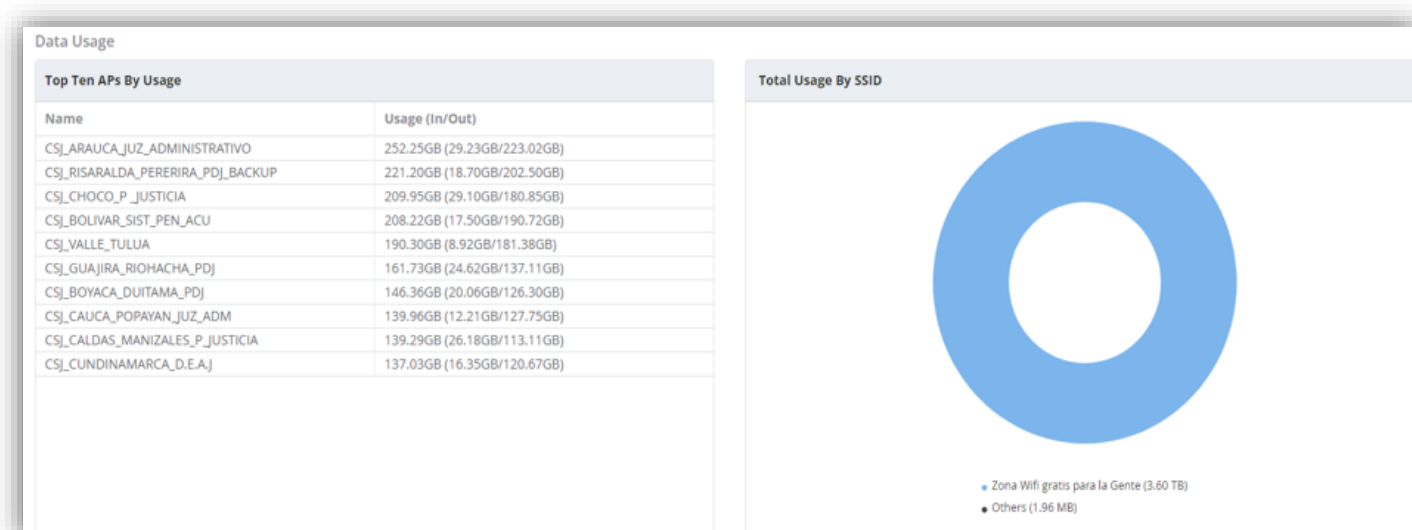 Data Usage
Top Ten APs By Usage
Name Usage (In/Out)
CSJ_ARAUCA_JUZ_ADMINISTRATIVO 252.25GB (29.23GB/223.02GB)
CSJ_RISARALDA_PERERIRA_PDJ_BACKUP 221.20GB (18.70GB/202.50GB)
CSJ_CHOCO_P _JUSTICIA 209.95GB (29.10GB/180.85GB)
CSJ_BOLIVAR_SIST_PEN_ACU 208.22GB (17.50GB/190.72GB)
CSJ_VALLE_TULUA 190.30GB (8.92GB/181.38GB)
CSJ_GUAJIRA_RIOHACHA_PDJ 161.73GB (24.62GB/137.11GB)
CSJ_BOYACA_DUITAMA_PDJ 146.36GB (20.06GB/126.30GB)
CSJ_CAUCA_POPAYAN_JUZ_ADM 139.96GB (12.21GB/127.75GB)
CSJ_CALDAS_MANIZALES_P_JUSTICIA 139.29GB (26.18GB/113.11GB)
CSJ_CUNDINAMARCA_D.E.A.J 137.03GB (16.35GB/120.67GB)
Total Usage By SSID
Zona Wifi gratis para la Gente (3.60 TB)
Others (1.96 MB)